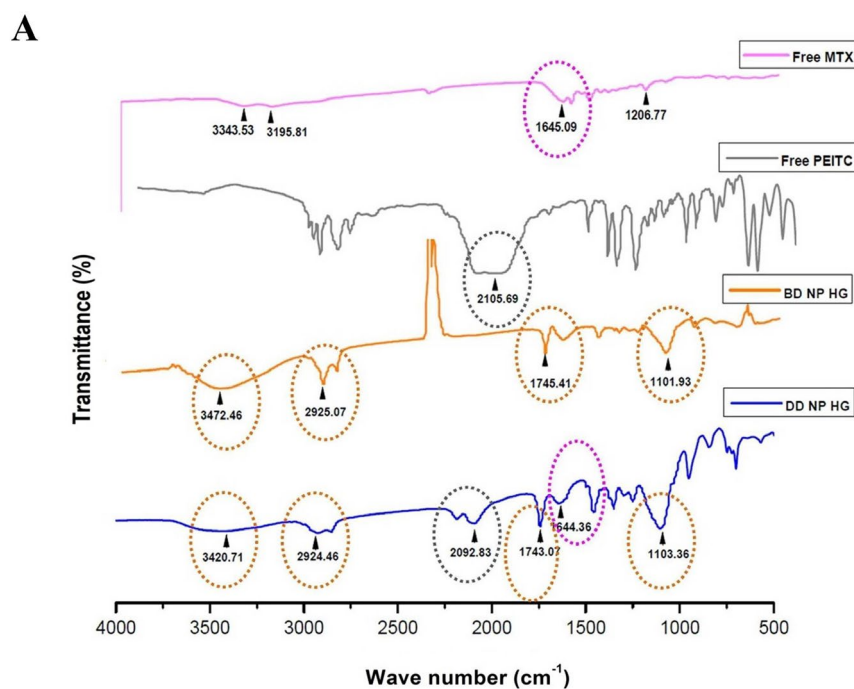 A
Free MTX
3343.53
3195.81
1645.09
1206.77
Free PEITC
2105.69
BD NP HG
3472.46
2925.07
1745.41
1101.93
DD NP HG
3420.71
2924.46
2092.83
1743.07
1644.36
1103.36
Transmittance (%)
4000 3500 3000 2500 2000 1500 1000 500
Wave number (cm⁻¹)